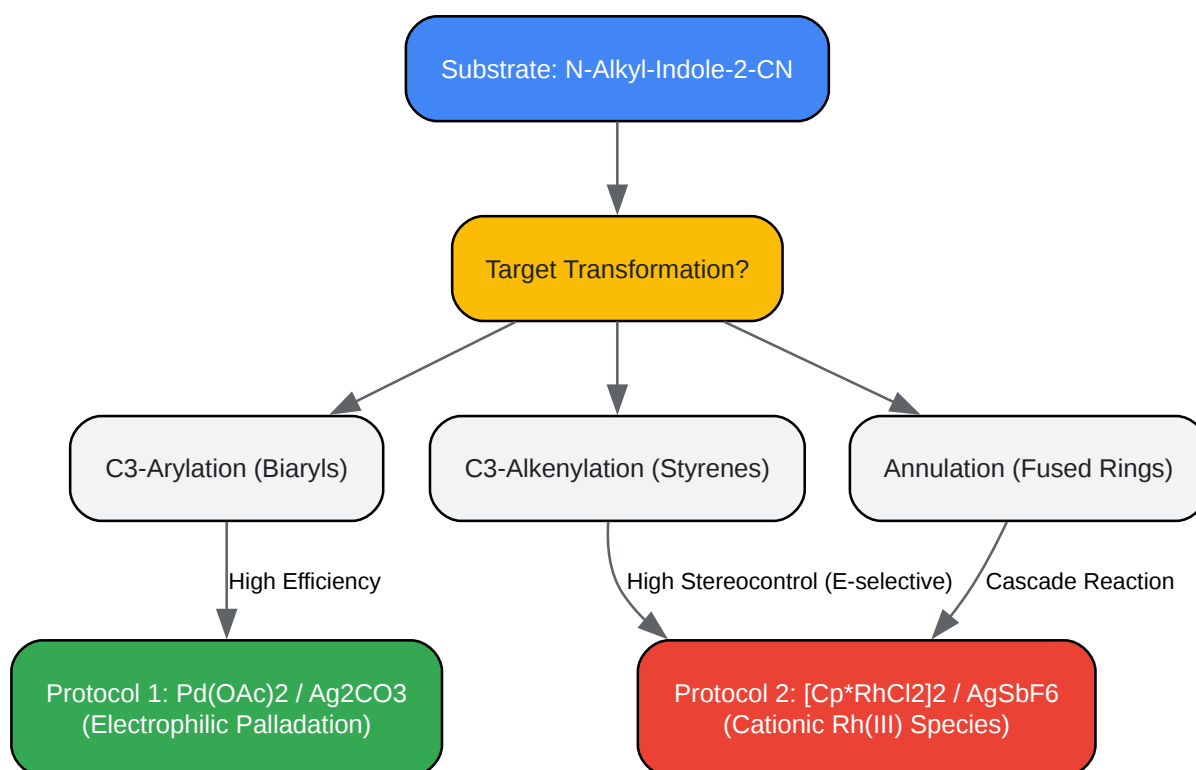 Substrate: N-Alkyl-Indole-2-CN
Target Transformation?
C3-Arylation (Biaryls)
C3-Alkenylation (Styrenes)
Annulation (Fused Rings)
High Efficiency
High Stereocontrol (E-selective)
Cascade Reaction
Protocol 1: Pd(OAc)2 / Ag2CO3
(Electrophilic Palladation)
Protocol 2: [Cp*RhCl2]2 / AgSbF6
(Cationic Rh(III) Species)